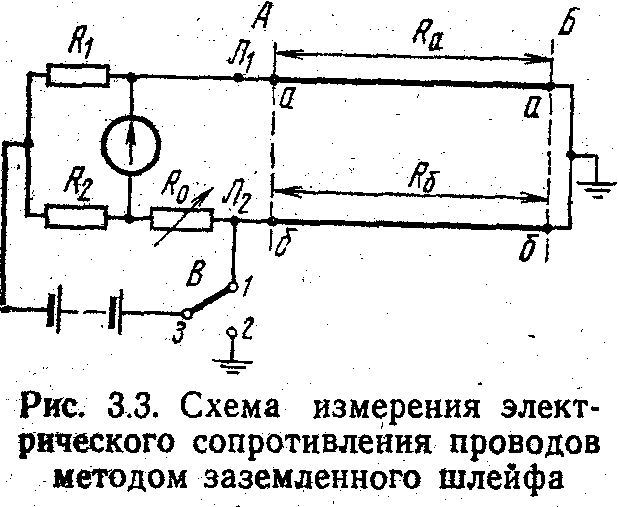 А
Б
R₁
Л₁
Rа
а
а
R₂
R₀
Л₂
Rб
б
б
В
1
3
2
Рис. 3.3. Схема измерения элект-
рического сопротивления проводов
методом заземленного шлейфа